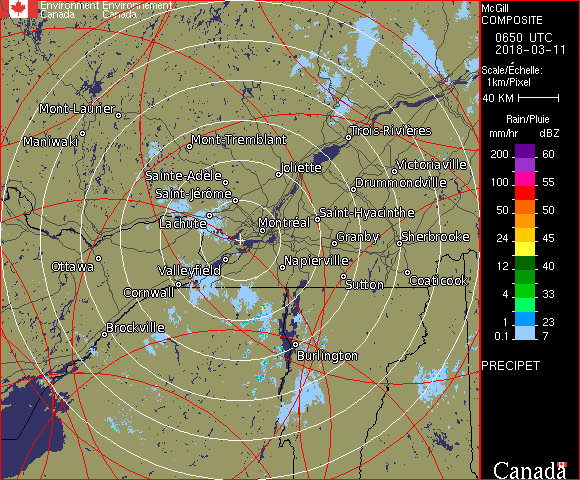 Environment Environnement
Canada Canada
McGill
COMPOSITE
0650 UTC
2018-03-11
Scale/Échelle:
1km/Pixel
40 KM
Rain/Pluie
mm/hr dBZ
200 60
100 55
100 55
50 50
24 45
12 40
4 33
1 23
0.1 7
PRECIPET
Canada
Mont-Laurier
Maniwaki
Mont-Tremblant
Trois-Rivières
Joliette
Victoriaville
Sainte-Adèle
Drummondville
Saint-Jérôme
Saint-Hyacinthe
Lachute
Montréal
Granby
Sherbrooke
Ottawa
Valleyfield
Napierville
Cornwall
Sutton
Coaticook
Brockville
Burlington